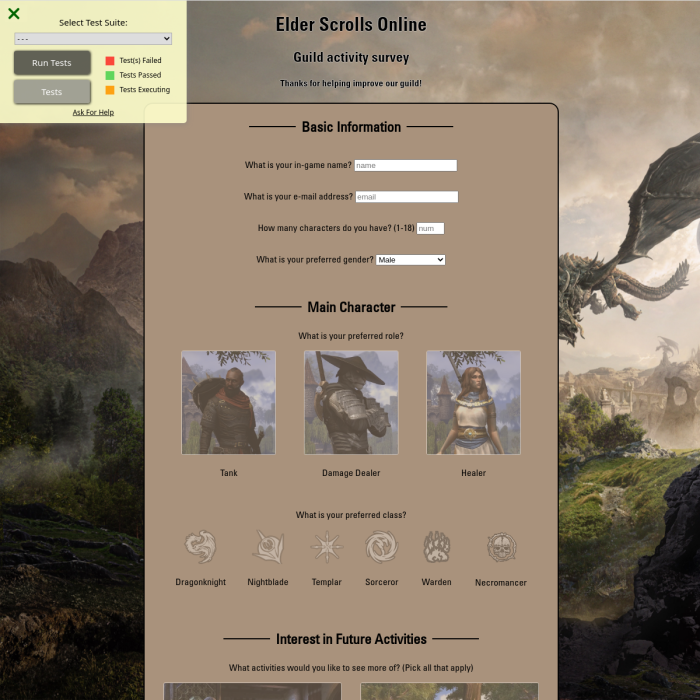 Select Test Suite:
- - -
Run Tests
Tests
Test(s) Failed
Tests Passed
Tests Executing
Ask For Help
Elder Scrolls Online
Guild activity survey
Thanks for helping improve our guild!
Basic Information
What is your in-game name? name
What is your e-mail address? email
How many characters do you have? (1-18) num
What is your preferred gender? Male
Main Character
What is your preferred role?
Tank Damage Dealer Healer
What is your preferred class?
Dragonknight Nightblade Templar Sorceror Warden Necromancer
Interest in Future Activities
What activities would you like to see more of? (Pick all that apply)